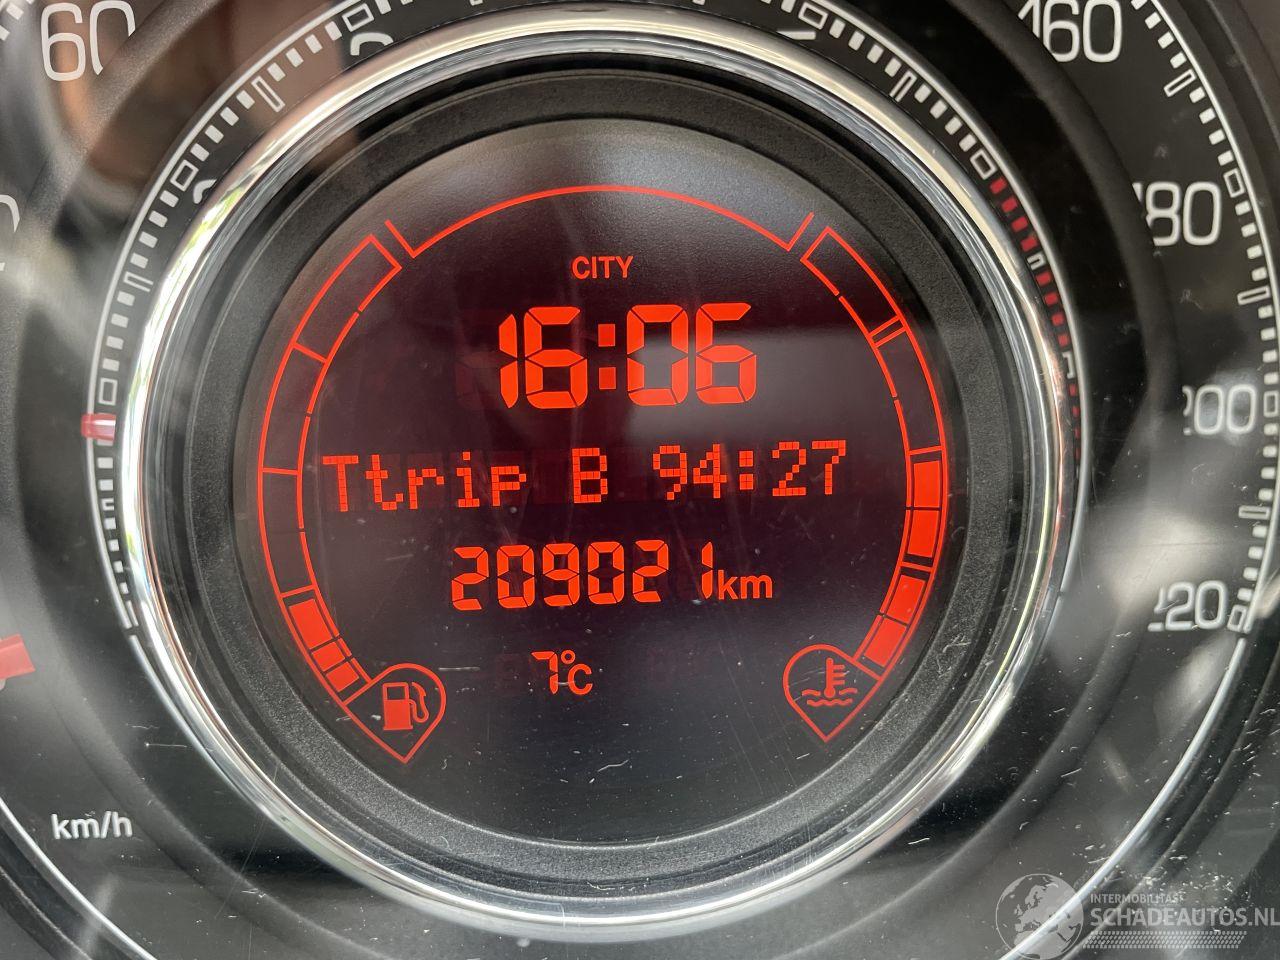 60
160
180
200
220
CITY
16:06
Ttrip B 94:27
209021km
7°C
km/h
INTERMOBILITAS
SCHADEAUTOS.NL